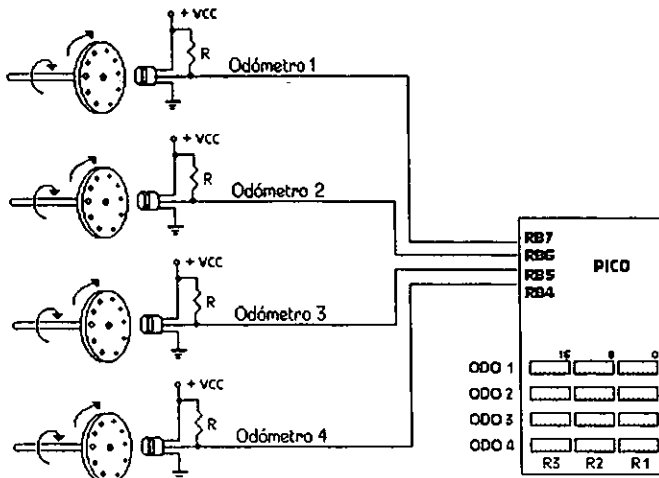 + VCC
R
Odómetro 1
+ VCC
R
Odómetro 2
+ VCC
R
Odómetro 3
+ VCC
R
Odómetro 4
RB7
RB6
RB5
RB4
PICO
16 8 0
ODO 1
ODO 2
ODO 3
ODO 4
R3 R2 R1